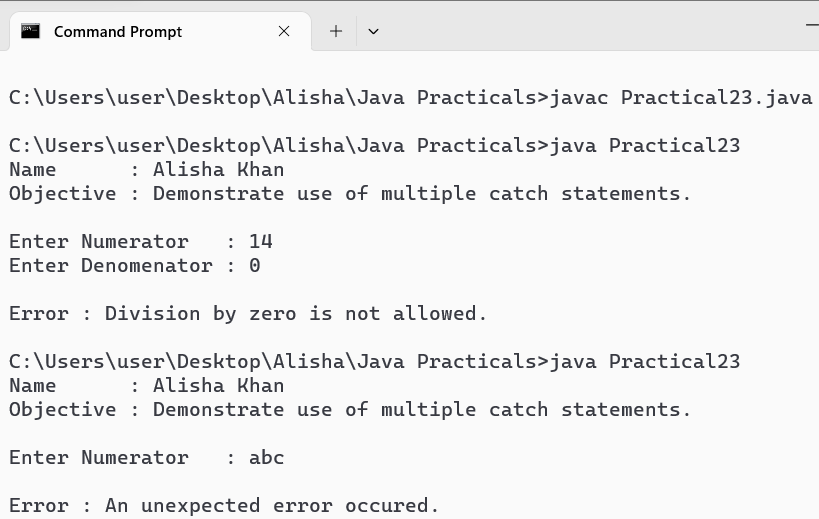 Command Prompt
C:\Users\user\Desktop\Alisha\Java Practicals>javac Practical23.java
C:\Users\user\Desktop\Alisha\Java Practicals>java Practical23
Name      : Alisha Khan
Objective : Demonstrate use of multiple catch statements.
Enter Numerator   : 14
Enter Denomenator : 0
Error : Division by zero is not allowed.
C:\Users\user\Desktop\Alisha\Java Practicals>java Practical23
Name      : Alisha Khan
Objective : Demonstrate use of multiple catch statements.
Enter Numerator   : abc
Error : An unexpected error occured.